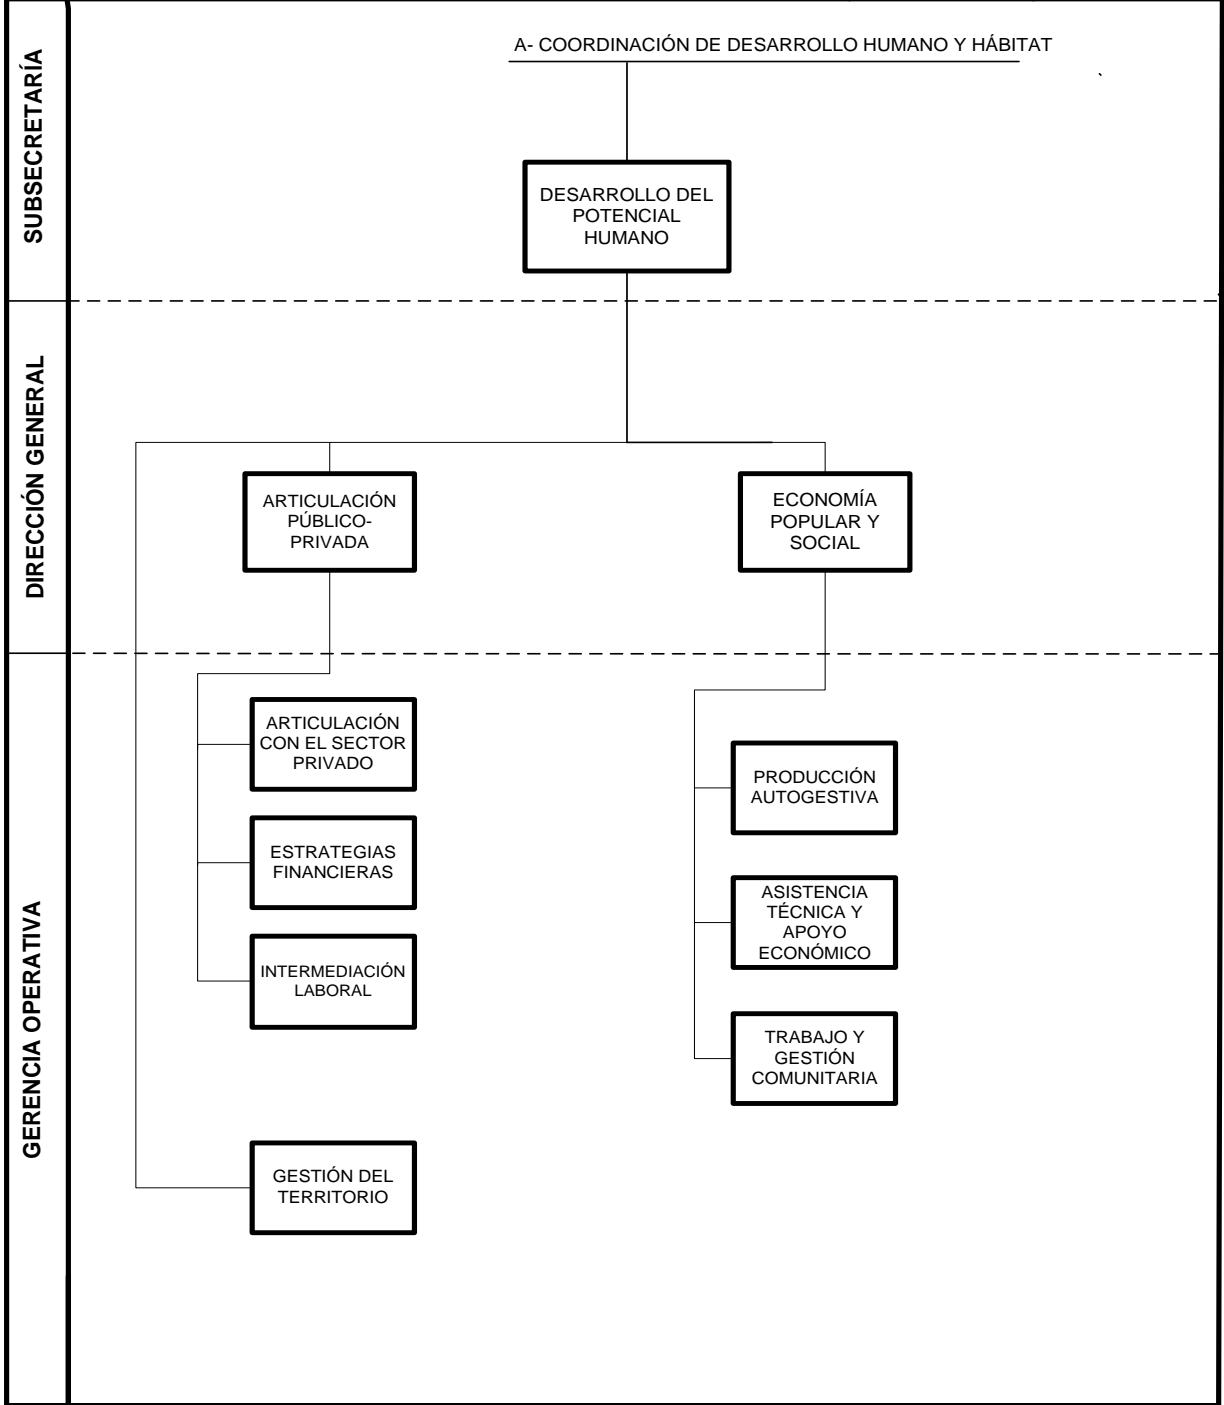 SUBSECRETARÍA
A- COORDINACIÓN DE DESARROLLO HUMANO Y HÁBITAT
DESARROLLO DEL
POTENCIAL
HUMANO
DIRECCIÓN GENERAL
ARTICULACIÓN
PÚBLICO-
PRIVADA
ECONOMÍA
POPULAR Y
SOCIAL
GERENCIA OPERATIVA
ARTICULACIÓN
CON EL SECTOR
PRIVADO
ESTRATEGIAS
FINANCIERAS
INTERMEDIACIÓN
LABORAL
GESTIÓN DEL
TERRITORIO
PRODUCCIÓN
AUTOGESTIVA
ASISTENCIA
TÉCNICA Y
APOYO
ECONÓMICO
TRABAJO Y
GESTIÓN
COMUNITARIA